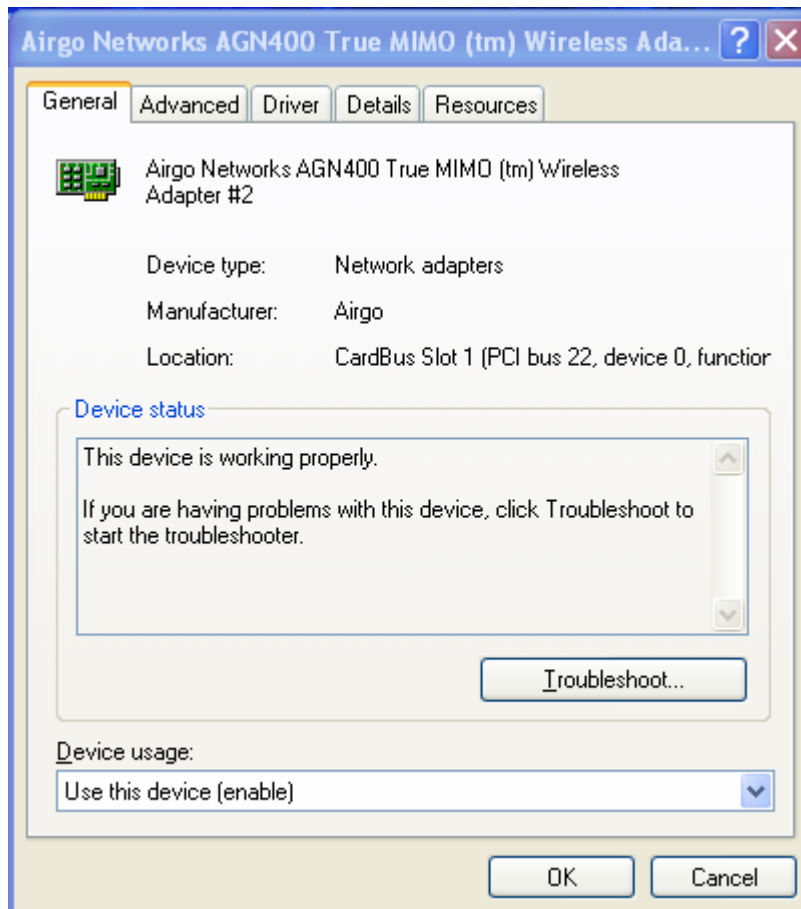 Airgo Networks AGN400 True MIMO (tm) Wireless Ada...
General Advanced Driver Details Resources
Airgo Networks AGN400 True MIMO (tm) Wireless
Adapter #2
Device type: Network adapters
Manufacturer: Airgo
Location: CardBus Slot 1 (PCI bus 22, device 0, function
Device status
This device is working properly.
If you are having problems with this device, click Troubleshoot to
start the troubleshooter.
Troubleshoot...
Device usage:
Use this device (enable)
OK Cancel